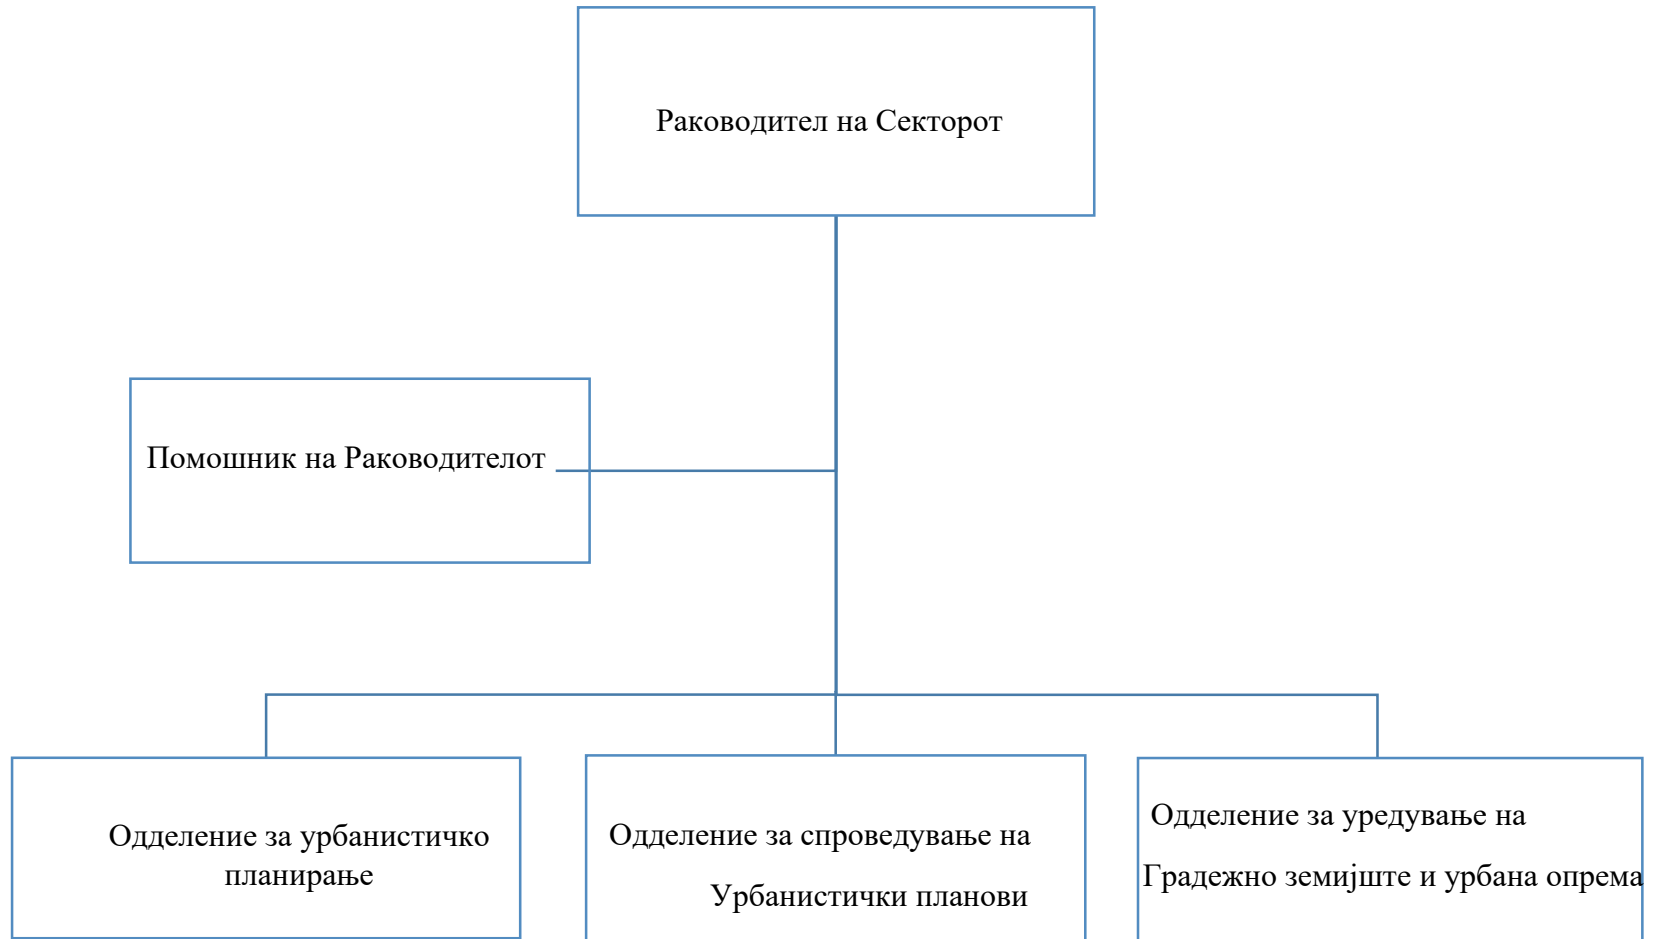 Раководител на Секторот
Помошник на Раководителот
Одделение за урбанистичко
планирање
Одделение за спроведување на
Урбанистички планови
Одделение за уредување на
Градежно земијште и урбана опрема